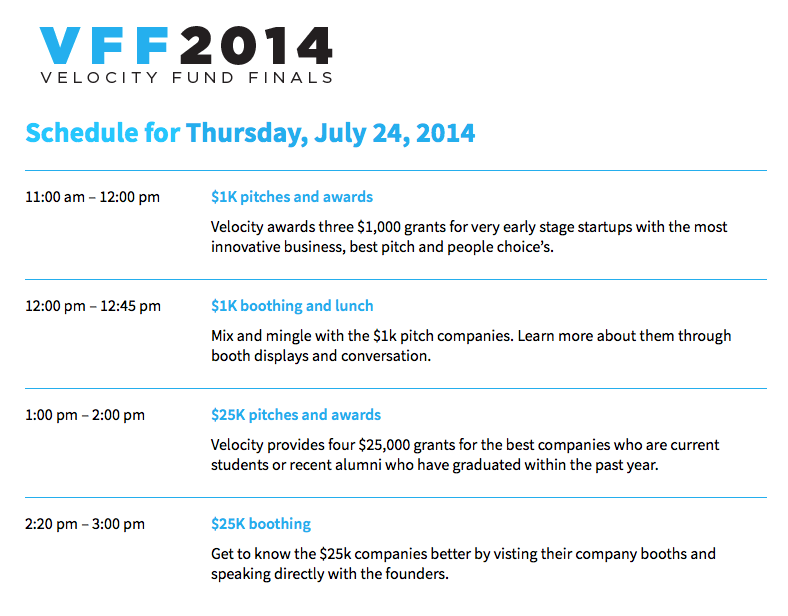 VFF2014
VELOCITY FUND FINALS
Schedule for Thursday, July 24, 2014
11:00 am – 12:00 pm
$1K pitches and awards
Velocity awards three $1,000 grants for very early stage startups with the most
innovative business, best pitch and people choice’s.
12:00 pm – 12:45 pm
$1K boothing and lunch
Mix and mingle with the $1k pitch companies. Learn more about them through
booth displays and conversation.
1:00 pm – 2:00 pm
$25K pitches and awards
Velocity provides four $25,000 grants for the best companies who are current
students or recent alumni who have graduated within the past year.
2:20 pm – 3:00 pm
$25K boothing
Get to know the $25k companies better by visting their company booths and
speaking directly with the founders.